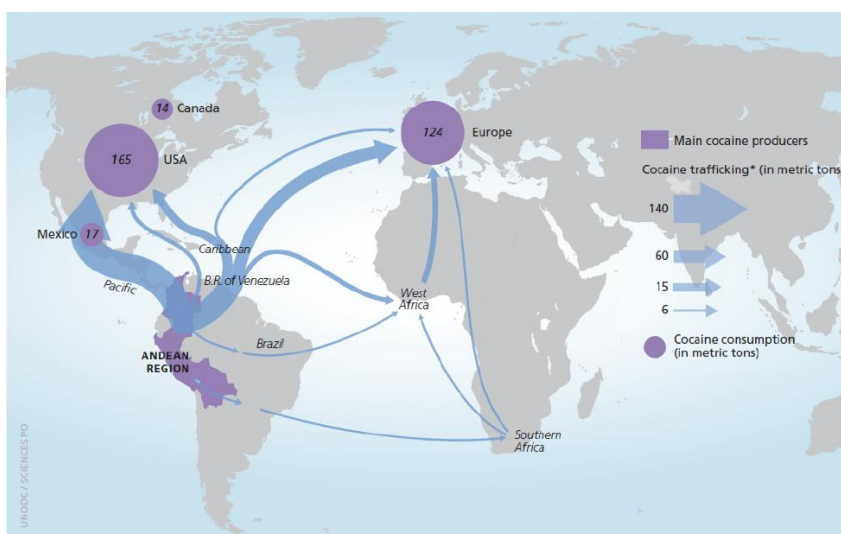 14 Canada
165 USA
124 Europe
Mexico 17
Caribbean
Pacific
B.R. of Venezuela
West
Africa
Brazil
ANDEAN
REGION
Southern
Africa
Main cocaine producers
Cocaine trafficking* (in metric tons
140
60
15
6
Cocaine consumption
(in metric tons)
UNODC / SCIENCES PO